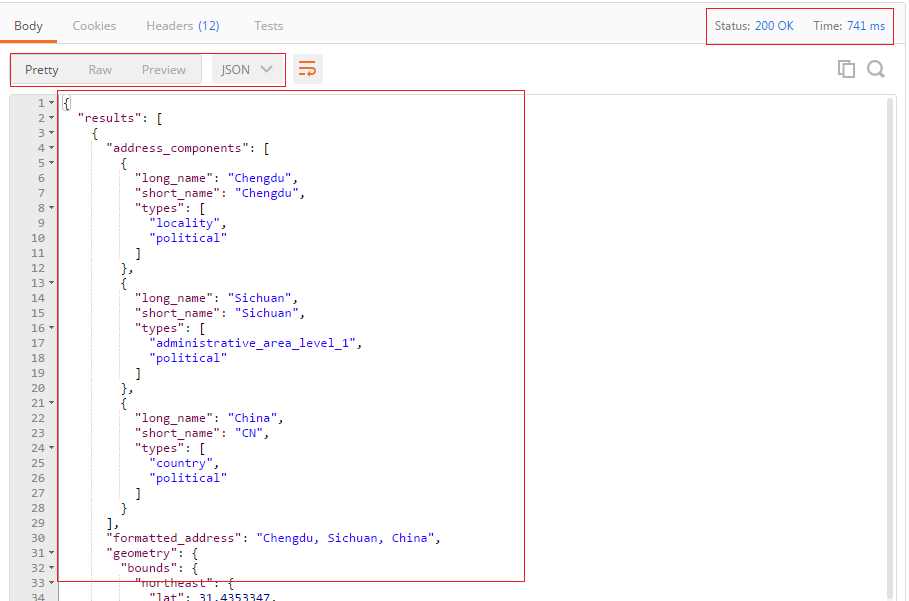 Body Cookies Headers (12) Tests Status: 200 OK Time: 741 ms
Pretty Raw Preview JSON
1 {
2 "results": [
3 {
4 "address_components": [
5 {
6 "long_name": "Chengdu",
7 "short_name": "Chengdu",
8 "types": [
9 "locality",
10 "political"
11 ]
12 },
13 {
14 "long_name": "Sichuan",
15 "short_name": "Sichuan",
16 "types": [
17 "administrative_area_level_1",
18 "political"
19 ]
20 },
21 {
22 "long_name": "China",
23 "short_name": "CN",
24 "types": [
25 "country",
26 "political"
27 ]
28 }
29 ],
30 "formatted_address": "Chengdu, Sichuan, China",
31 "geometry": {
32 "bounds": {
33 "northeast": {
34 "lat": 31.4353347,